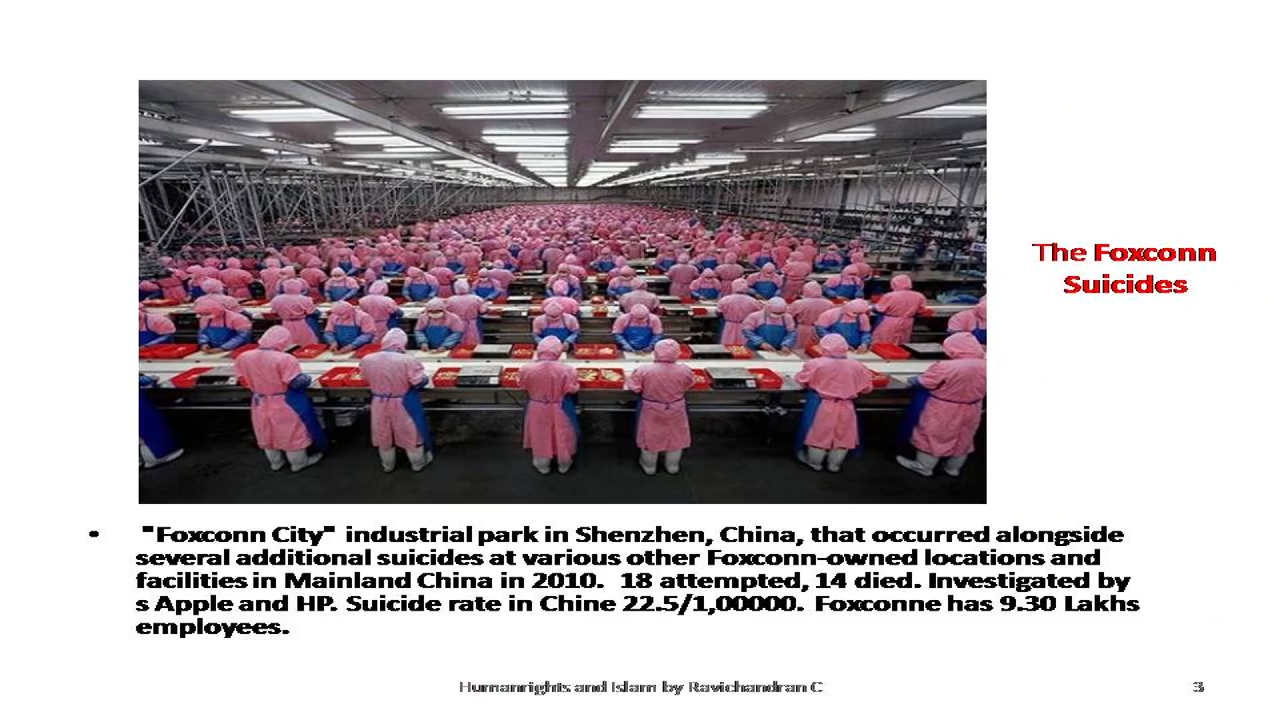 The Foxconn
Suicides
• "Foxconn City" industrial park in Shenzhen, China, that occurred alongside
several additional suicides at various other Foxconn-owned locations and
facilities in Mainland China in 2010. 18 attempted, 14 died. Investigated by
s Apple and HP. Suicide rate in Chine 22.5/1,00000. Foxconne has 9.30 Lakhs
employees.
Humanrights and Islam by Ravichandran C
3